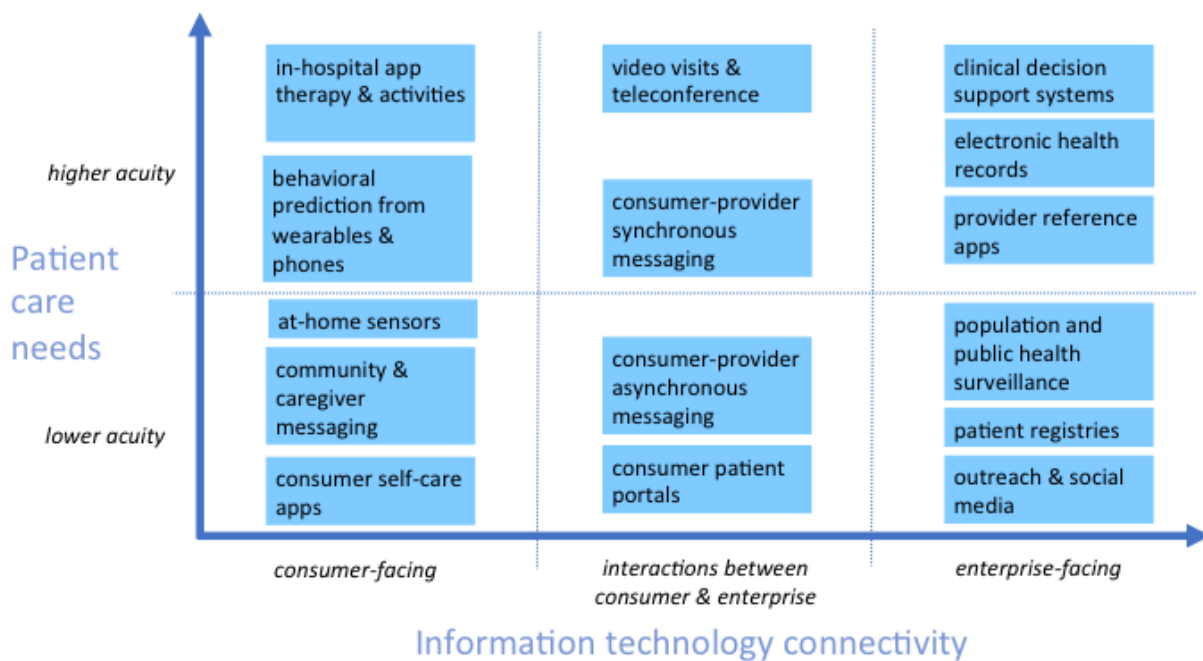 in-hospital app
therapy & activities
video visits &
teleconference
clinical decision
support systems
electronic health
records
higher acuity
behavioral
prediction from
wearables &
phones
consumer-provider
synchronous
messaging
provider reference
apps
Patient
care
needs
at-home sensors
community &
caregiver
messaging
consumer-provider
asynchronous
messaging
population and
public health
surveillance
lower acuity
patient registries
consumer self-care
apps
consumer patient
portals
outreach & social
media
consumer-facing
interactions between
consumer & enterprise
enterprise-facing
Information technology connectivity